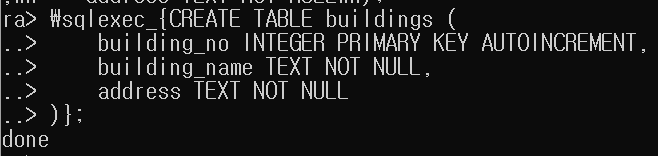 ra> ₩sqlexec_{CREATE TABLE buildings (
..>     building_no INTEGER PRIMARY KEY AUTOINCREMENT,
..>     building_name TEXT NOT NULL,
..>     address TEXT NOT NULL
..> )};
done